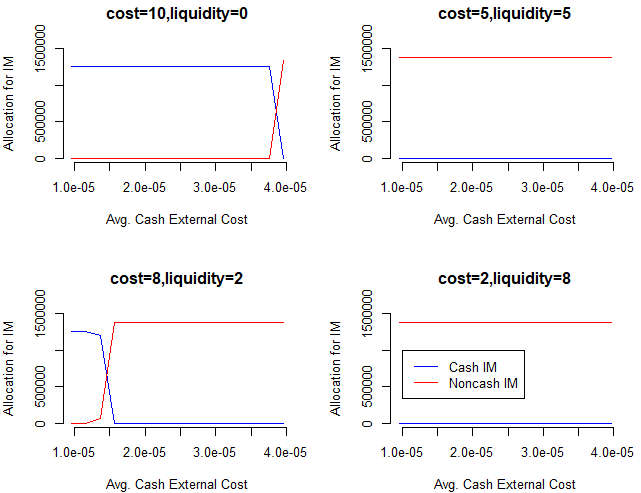 cost=10,liquidity=0
Allocation for IM
1500000
500000
0
1.0e-05 2.0e-05 3.0e-05 4.0e-05
Avg. Cash External Cost
cost=5,liquidity=5
Allocation for IM
1500000
500000
0
1.0e-05 2.0e-05 3.0e-05 4.0e-05
Avg. Cash External Cost
cost=8,liquidity=2
Allocation for IM
1500000
500000
0
1.0e-05 2.0e-05 3.0e-05 4.0e-05
Avg. Cash External Cost
cost=2,liquidity=8
Allocation for IM
1500000
500000
0
Cash IM
Noncash IM
1.0e-05 2.0e-05 3.0e-05 4.0e-05
Avg. Cash External Cost